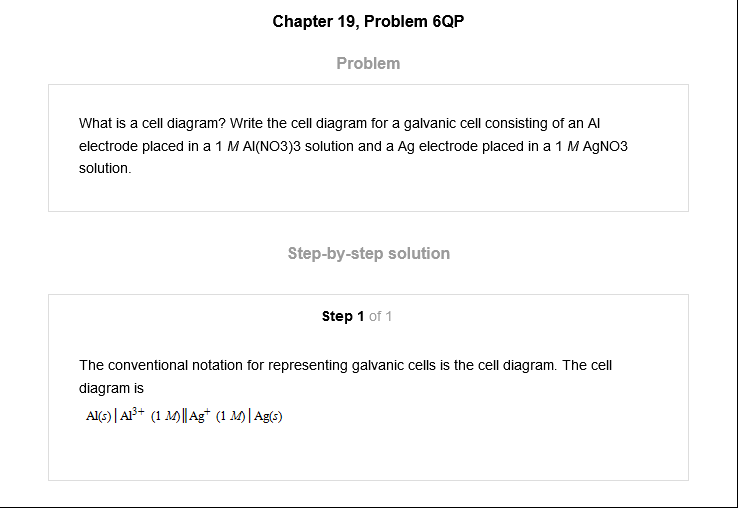 Chapter 19, Problem 6QP
Problem
What is a cell diagram? Write the cell diagram for a galvanic cell consisting of an Al
electrode placed in a 1 M Al(NO3)3 solution and a Ag electrode placed in a 1 M AgNO3
solution.
Step-by-step solution
Step 1 of 1
The conventional notation for representing galvanic cells is the cell diagram. The cell
diagram is
Al(s)|Al³⁺ (1 M)||Ag⁺ (1 M)|Ag(s)